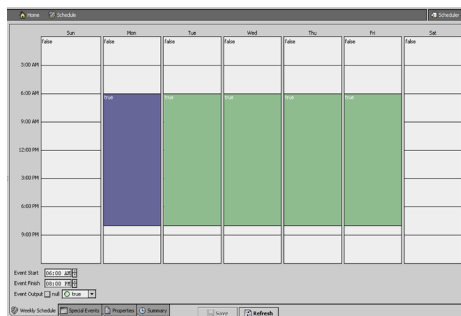 Home Schedule Scheduler
Sun Mon Tue Wed Thu Fri Sat
false false false false false false false
3:00 AM
6:00 AM
true true true true true
9:00 AM
12:00 PM
3:00 PM
6:00 PM
9:00 PM
Event Start 06:00 AM
Event Finish 08:00 PM
Event Output null true
Weekly Schedule Special Events Properties Summary
Save Refresh